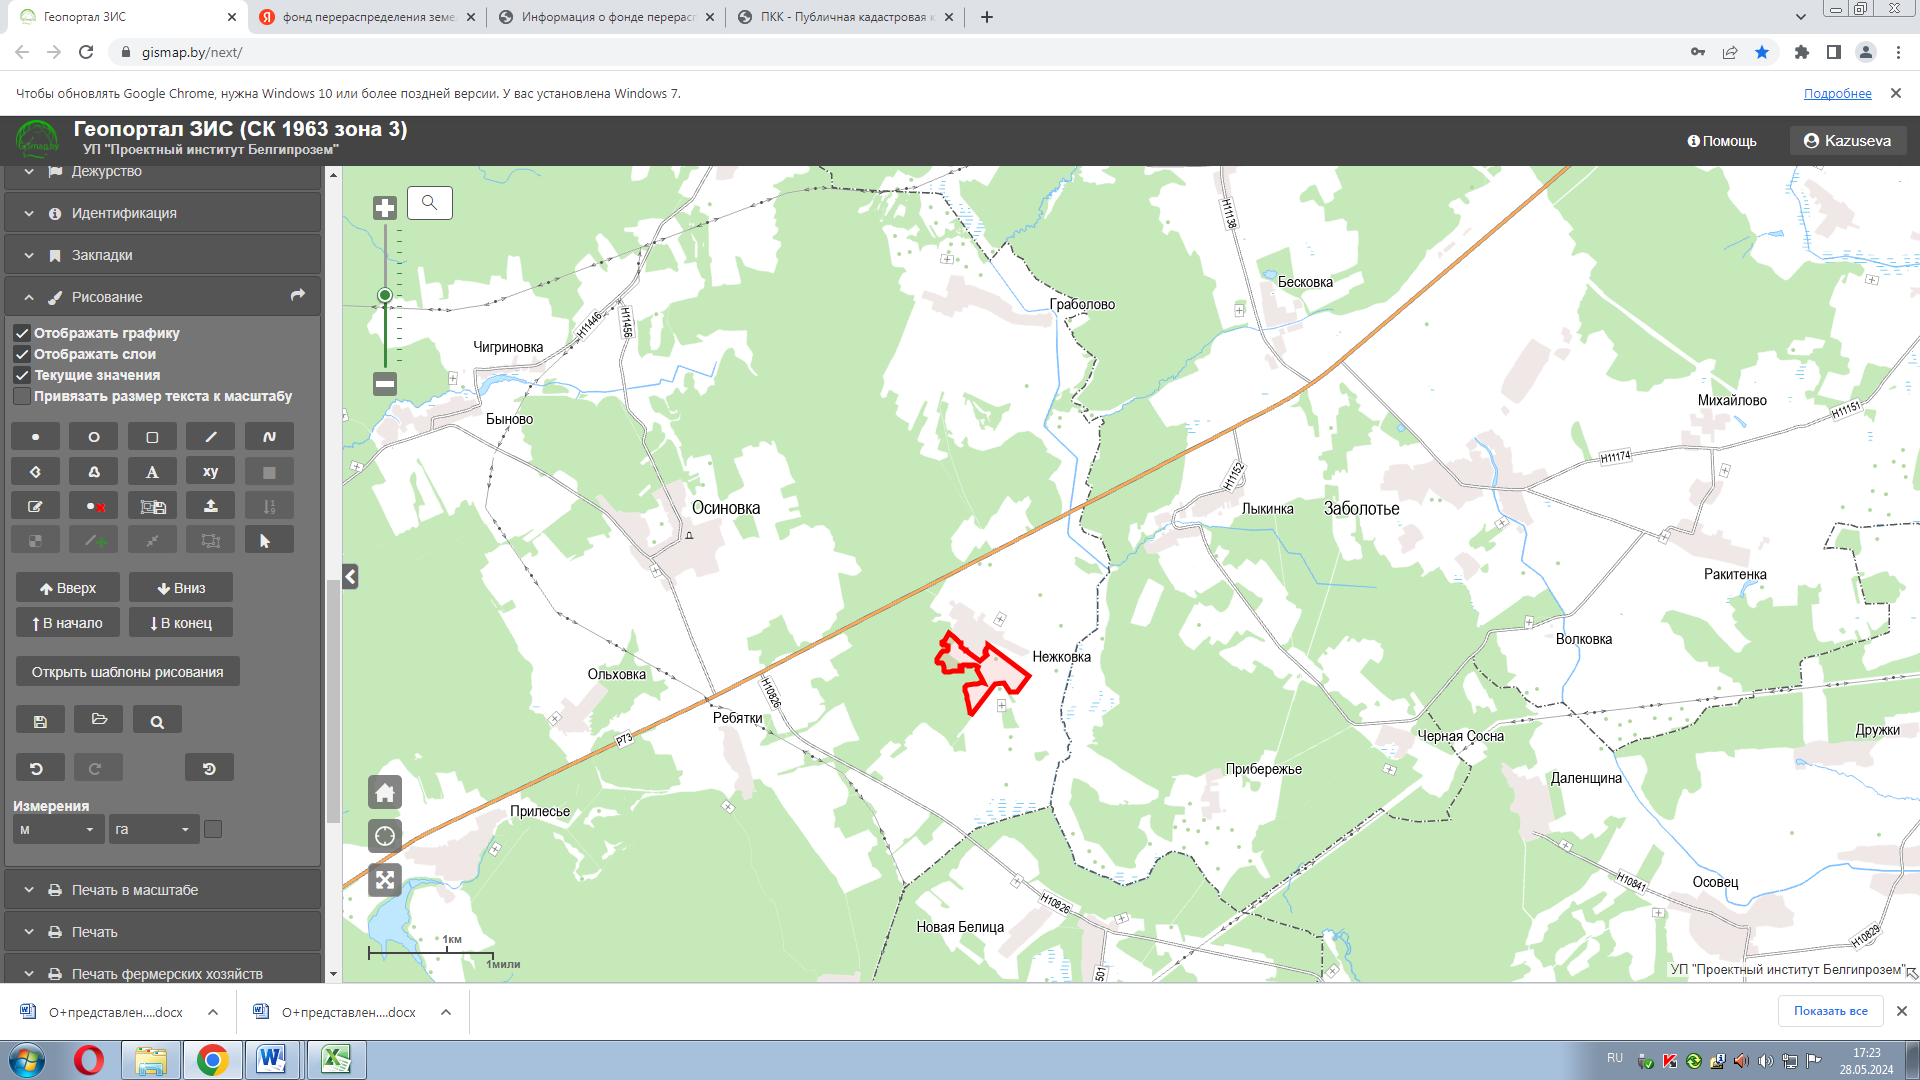 Геопортал ЗИС
фонд перераспределения земе
Информация о фонде перерасп
ПКК - Публичная кадастровая к
gismap.by/next/
Чтобы обновлять Google Chrome, нужна Windows 10 или более поздней версии. У вас установлена Windows 7.
Подробнее
Геопортал ЗИС (СК 1963 зона 3)
УП "Проектный институт Белгипрозем"
Помощь
Kazuseva
Дежурство
Идентификация
Закладки
Рисование
Отображать графику
Отображать слои
Текущие значения
Привязать размер текста к масштабу
A
xy
Вверх
Вниз
В начало
В конец
Открыть шаблоны рисования
Измерения
м
га
Печать в масштабе
Печать
Печать фермерских хозяйств
Н11138
Бесковка
Граболово
Н11446
Н11456
Чигриновка
Быново
Михайлово
Н11151
Н11174
Н11152
Осиновка
Лыкинка
Заболотье
Ракитенка
Волковка
Нежковка
Ольховка
Н10826
Ребятки
Р73
Черная Сосна
Дружки
Прибережье
Даленщина
Прилесье
Осовец
Н10841
Н10826
Новая Белица
Н10829
501
1км
1мили
УП "Проектный институт Белгипрозем"
О+представлен....docx
О+представлен....docx
Показать все
RU
17:23
28.05.2024